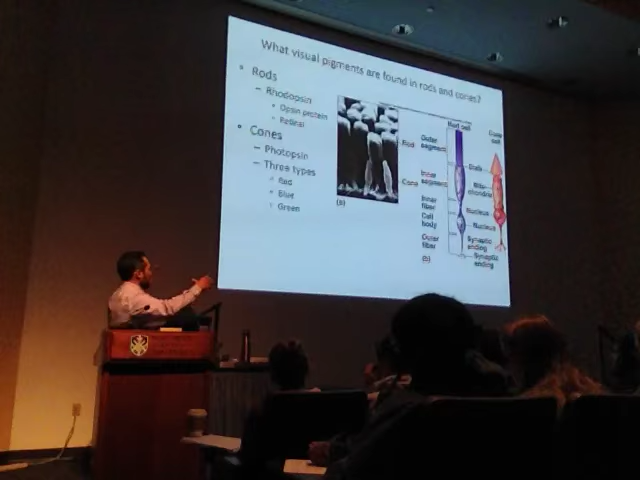 What visual pigments are found in rods and cones?
Rods
Rhodopsin
Opsin protein
Retinal
Cones
Photopsin
Three types
Red
Blue
Green
Rod
Cone
(a)
Rod cell
Outer
segment
Inner
segment
Inner
fiber
Cell
body
Outer
fiber
(b)
Cone
cell
Mito-
chondria
Nucleus
Nucleus
Synaptic
ending
Synaptic
ending